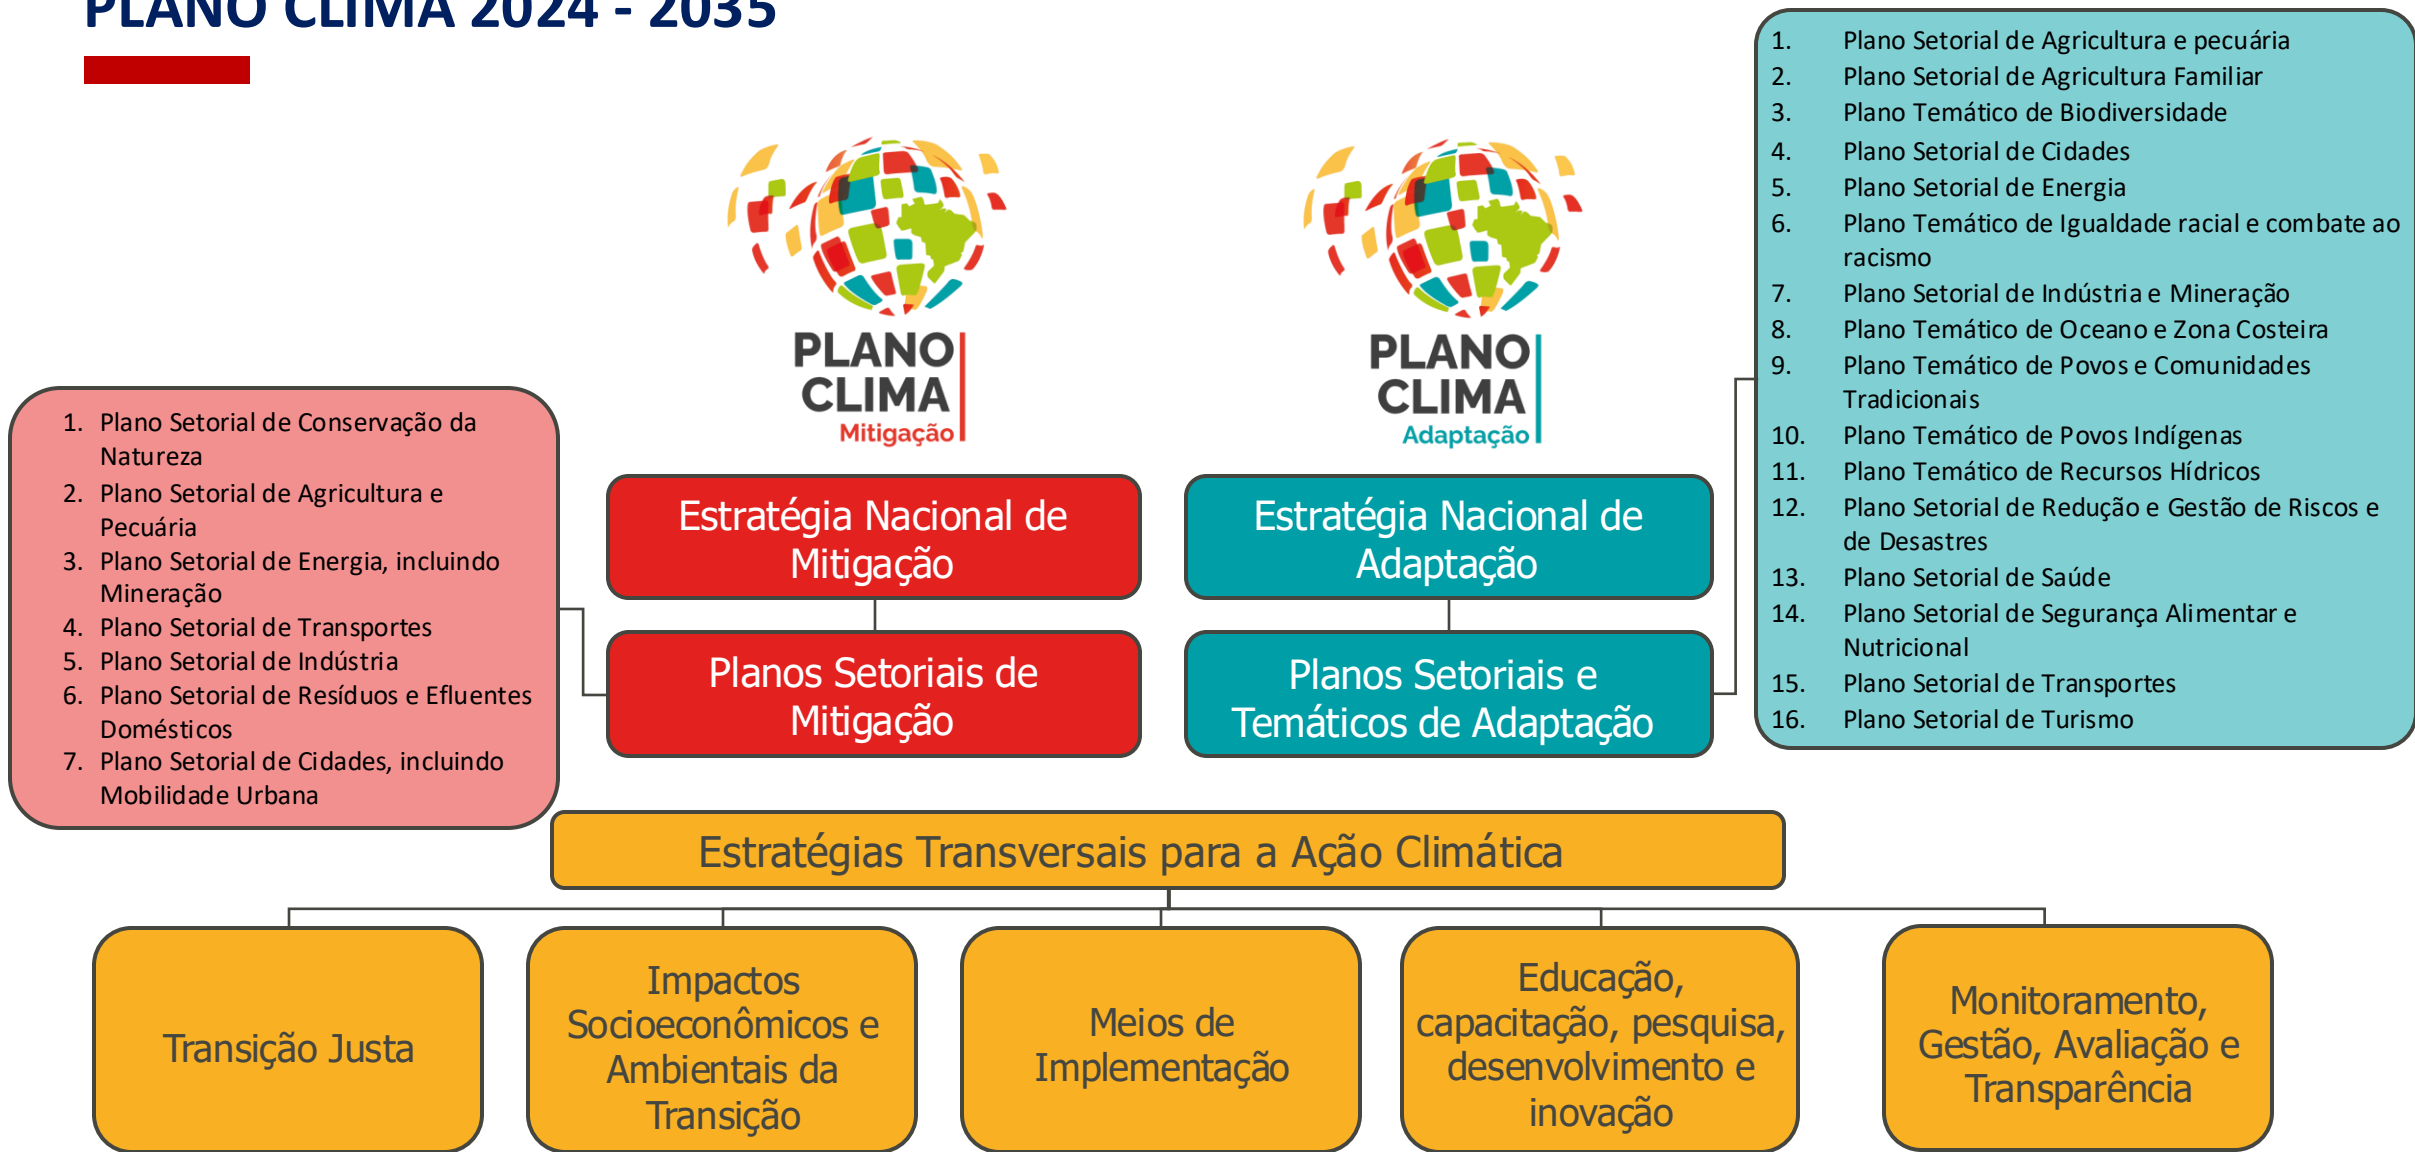 PLANO CLIMA 2024 - 2035
PLANO
CLIMA
Mitigação
PLANO
CLIMA
Adaptação
1. Plano Setorial de Conservação da
Natureza
2. Plano Setorial de Agricultura e
Pecuária
3. Plano Setorial de Energia, incluindo
Mineração
4. Plano Setorial de Transportes
5. Plano Setorial de Indústria
6. Plano Setorial de Resíduos e Efluentes
Domésticos
7. Plano Setorial de Cidades, incluindo
Mobilidade Urbana
Estratégia Nacional de
Mitigação
Planos Setoriais de
Mitigação
Estratégia Nacional de
Adaptação
Planos Setoriais e
Temáticos de Adaptação
1. Plano Setorial de Agricultura e pecuária
2. Plano Setorial de Agricultura Familiar
3. Plano Temático de Biodiversidade
4. Plano Setorial de Cidades
5. Plano Setorial de Energia
6. Plano Temático de Igualdade racial e combate ao
racismo
7. Plano Setorial de Indústria e Mineração
8. Plano Temático de Oceano e Zona Costeira
9. Plano Temático de Povos e Comunidades
Tradicionais
10. Plano Temático de Povos Indígenas
11. Plano Temático de Recursos Hídricos
12. Plano Setorial de Redução e Gestão de Riscos e
de Desastres
13. Plano Setorial de Saúde
14. Plano Setorial de Segurança Alimentar e
Nutricional
15. Plano Setorial de Transportes
16. Plano Setorial de Turismo
Estratégias Transversais para a Ação Climática
Transição Justa
Impactos
Socioeconômicos e
Ambientais da
Transição
Meios de
Implementação
Educação,
capacitação, pesquisa,
desenvolvimento e
inovação
Monitoramento,
Gestão, Avaliação e
Transparência